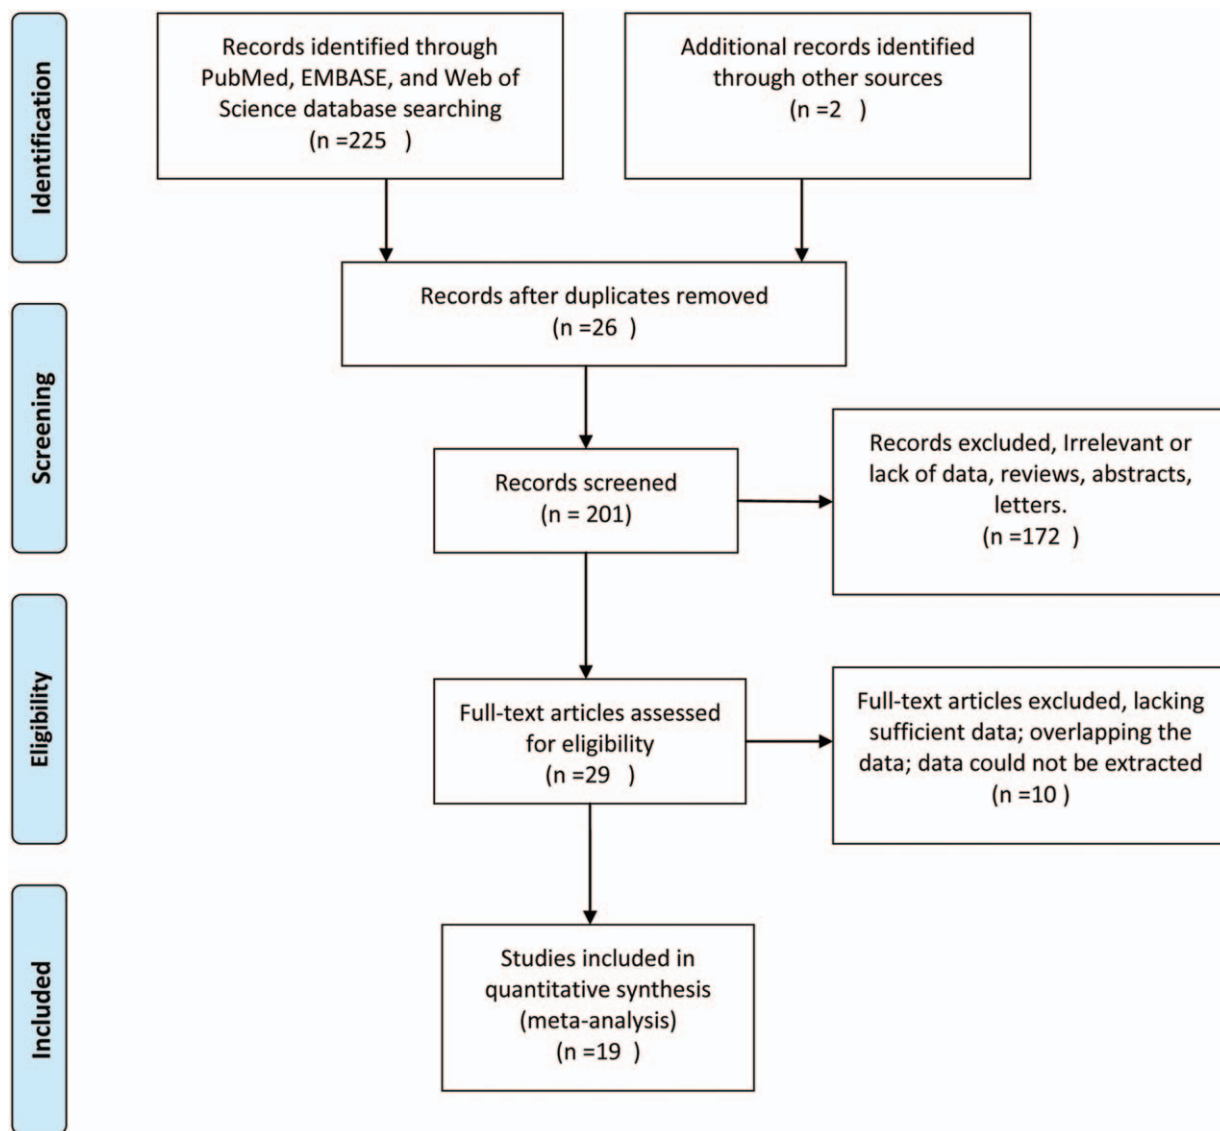 Identification
Records identified through
PubMed, EMBASE, and Web of
Science database searching
(n =225   )
Additional records identified
through other sources
(n =2   )
Records after duplicates removed
(n =26   )
Screening
Records screened
(n = 201)
Records excluded, Irrelevant or
lack of data, reviews, abstracts,
letters.
(n =172   )
Eligibility
Full-text articles assessed
for eligibility
(n =29   )
Full-text articles excluded, lacking
sufficient data; overlapping the
data; data could not be extracted
(n =10 )
Included
Studies included in
quantitative synthesis
(meta-analysis)
(n =19   )